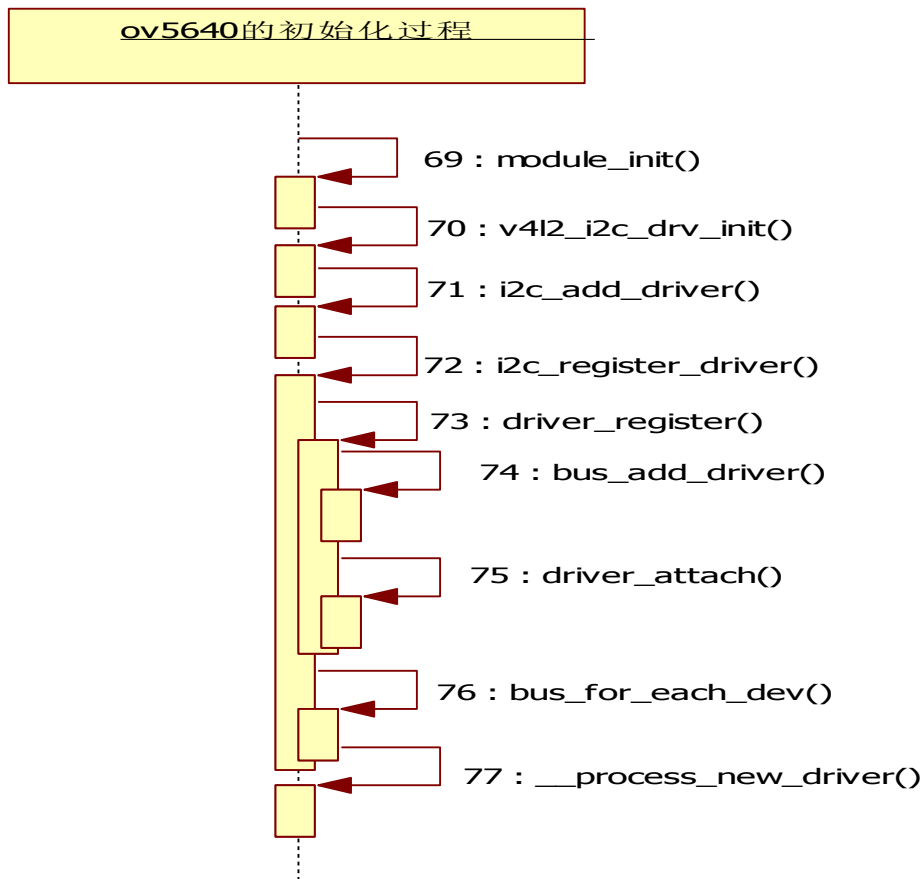 ov5640的初始化过程
69 : module_init()
70 : v4l2_i2c_drv_init()
71 : i2c_add_driver()
72 : i2c_register_driver()
73 : driver_register()
74 : bus_add_driver()
75 : driver_attach()
76 : bus_for_each_dev()
77 : __process_new_driver()